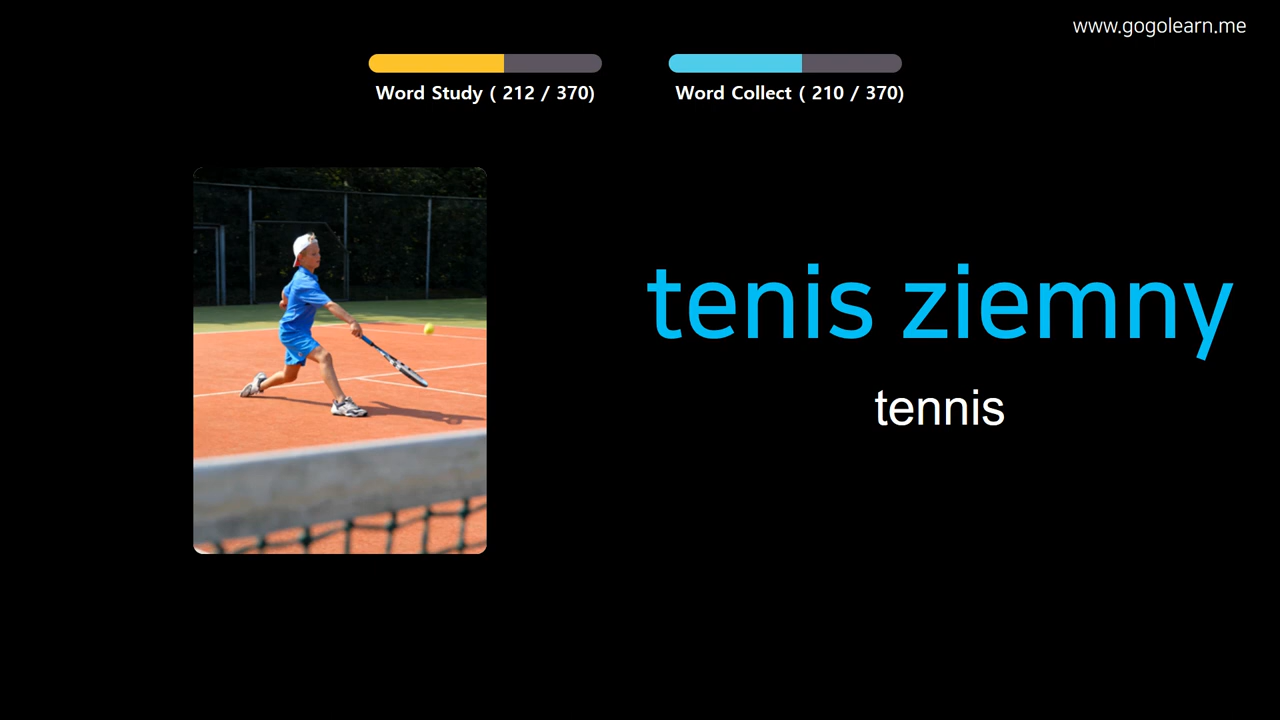 www.gogolearn.me
Word Study ( 212 / 370)
Word Collect ( 210 / 370)
tenis ziemny
tennis